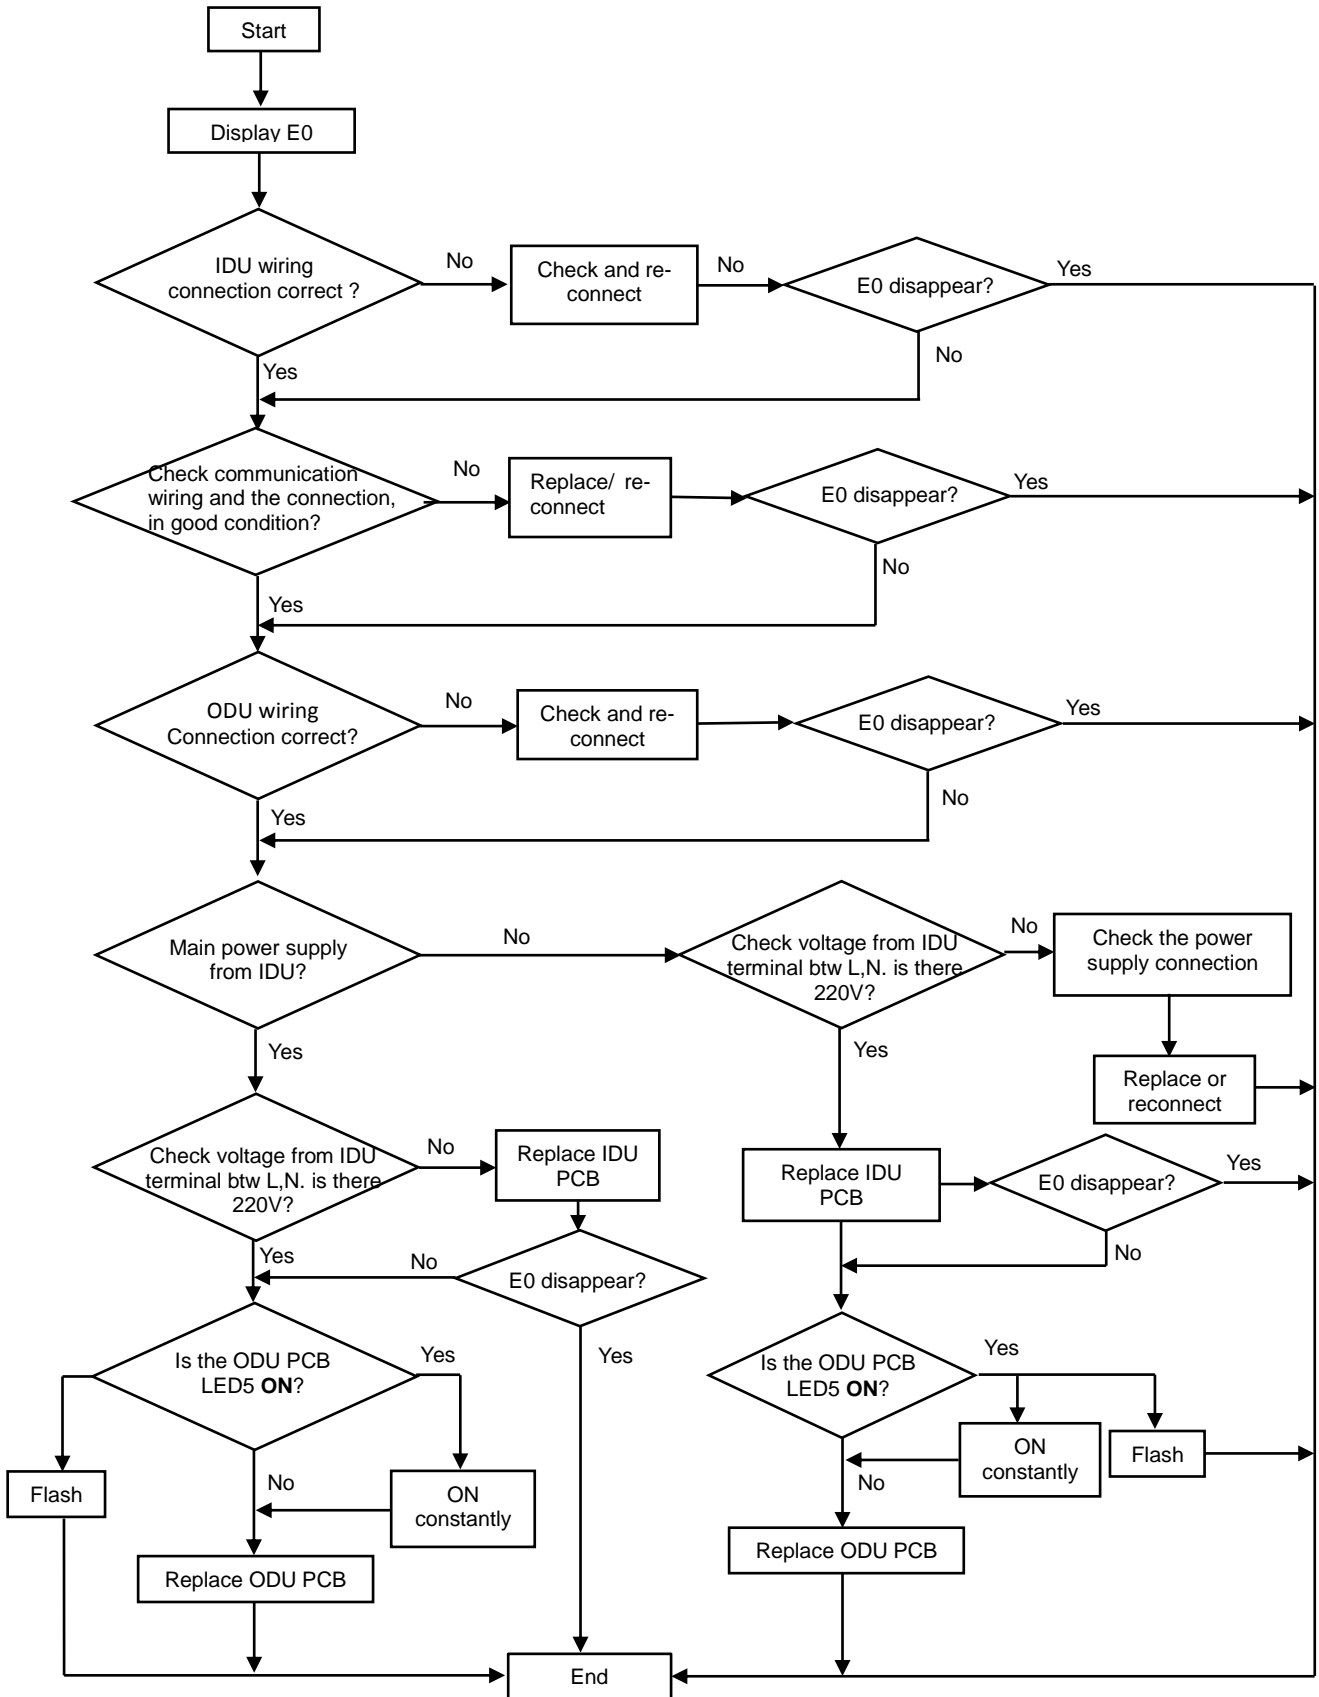 Start
Display E0
IDU wiring
connection correct ?
No
Check and re-
connect
No
E0 disappear?
Yes
No
Yes
Check communication
wiring and the connection,
in good condition?
No
Replace/ re-
connect
E0 disappear?
Yes
No
Yes
ODU wiring
Connection correct?
No
Check and re-
connect
E0 disappear?
Yes
No
Yes
Main power supply
from IDU?
No
Check voltage from IDU
terminal btw L,N. is there
220V?
No
Check the power
supply connection
Yes
Yes
Replace or
reconnect
Check voltage from IDU
terminal btw L,N. is there
220V?
No
Replace IDU
PCB
Replace IDU
PCB
E0 disappear?
Yes
No
Yes
No
E0 disappear?
Yes
Is the ODU PCB
LED5 ON?
Yes
Is the ODU PCB
LED5 ON?
Yes
Flash
No
ON
constantly
No
ON
constantly
Flash
Replace ODU PCB
Replace ODU PCB
End